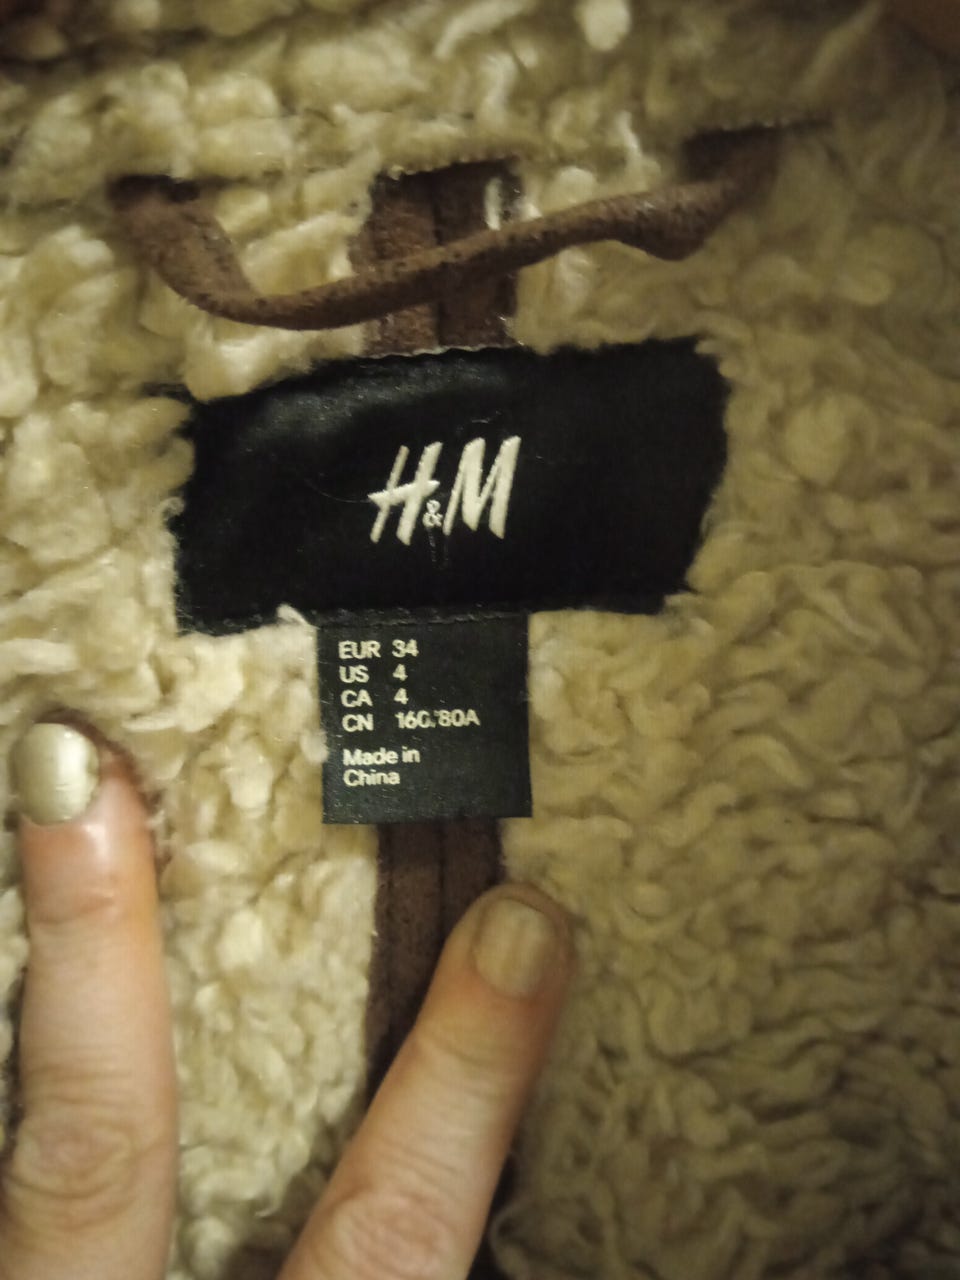 H&M
EUR 34
US 4
CA 4
CN 160/80A
Made in
China